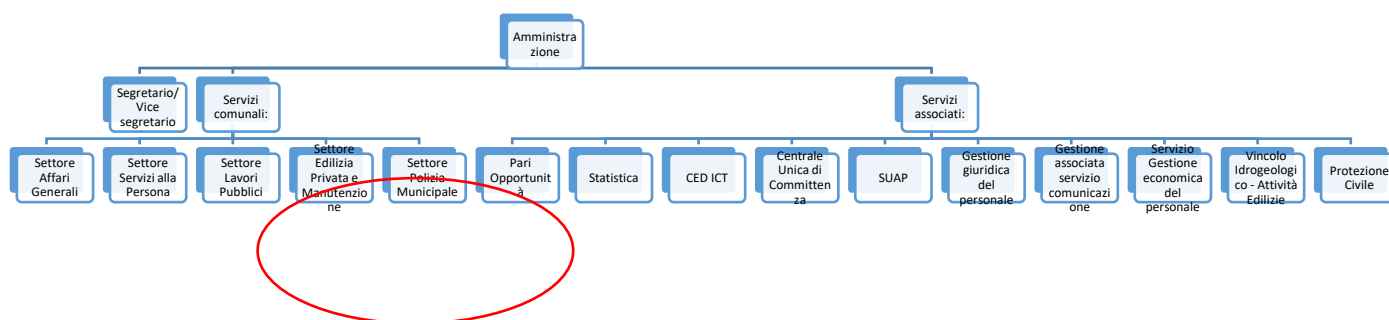 Amministra
zione
Segretario/
Vice
segretario
Servizi
comunali:
Servizi
associati:
Settore
Affari
Generali
Settore
Servizi alla
Persona
Settore
Lavori
Pubblici
Settore
Edilizia
Privata e
Manutenzio
ne
Settore
Polizia
Municipale
Pari
Opportunit
à
Statistica
CED ICT
Centrale
Unica di
Committen
za
SUAP
Gestione
giuridica
del
personale
Gestione
associata
servizio
comunicazi
one
Servizio
Gestione
economica
del
personale
Vincolo
Idrogeologi
co - Attività
Edilizie
Protezione
Civile